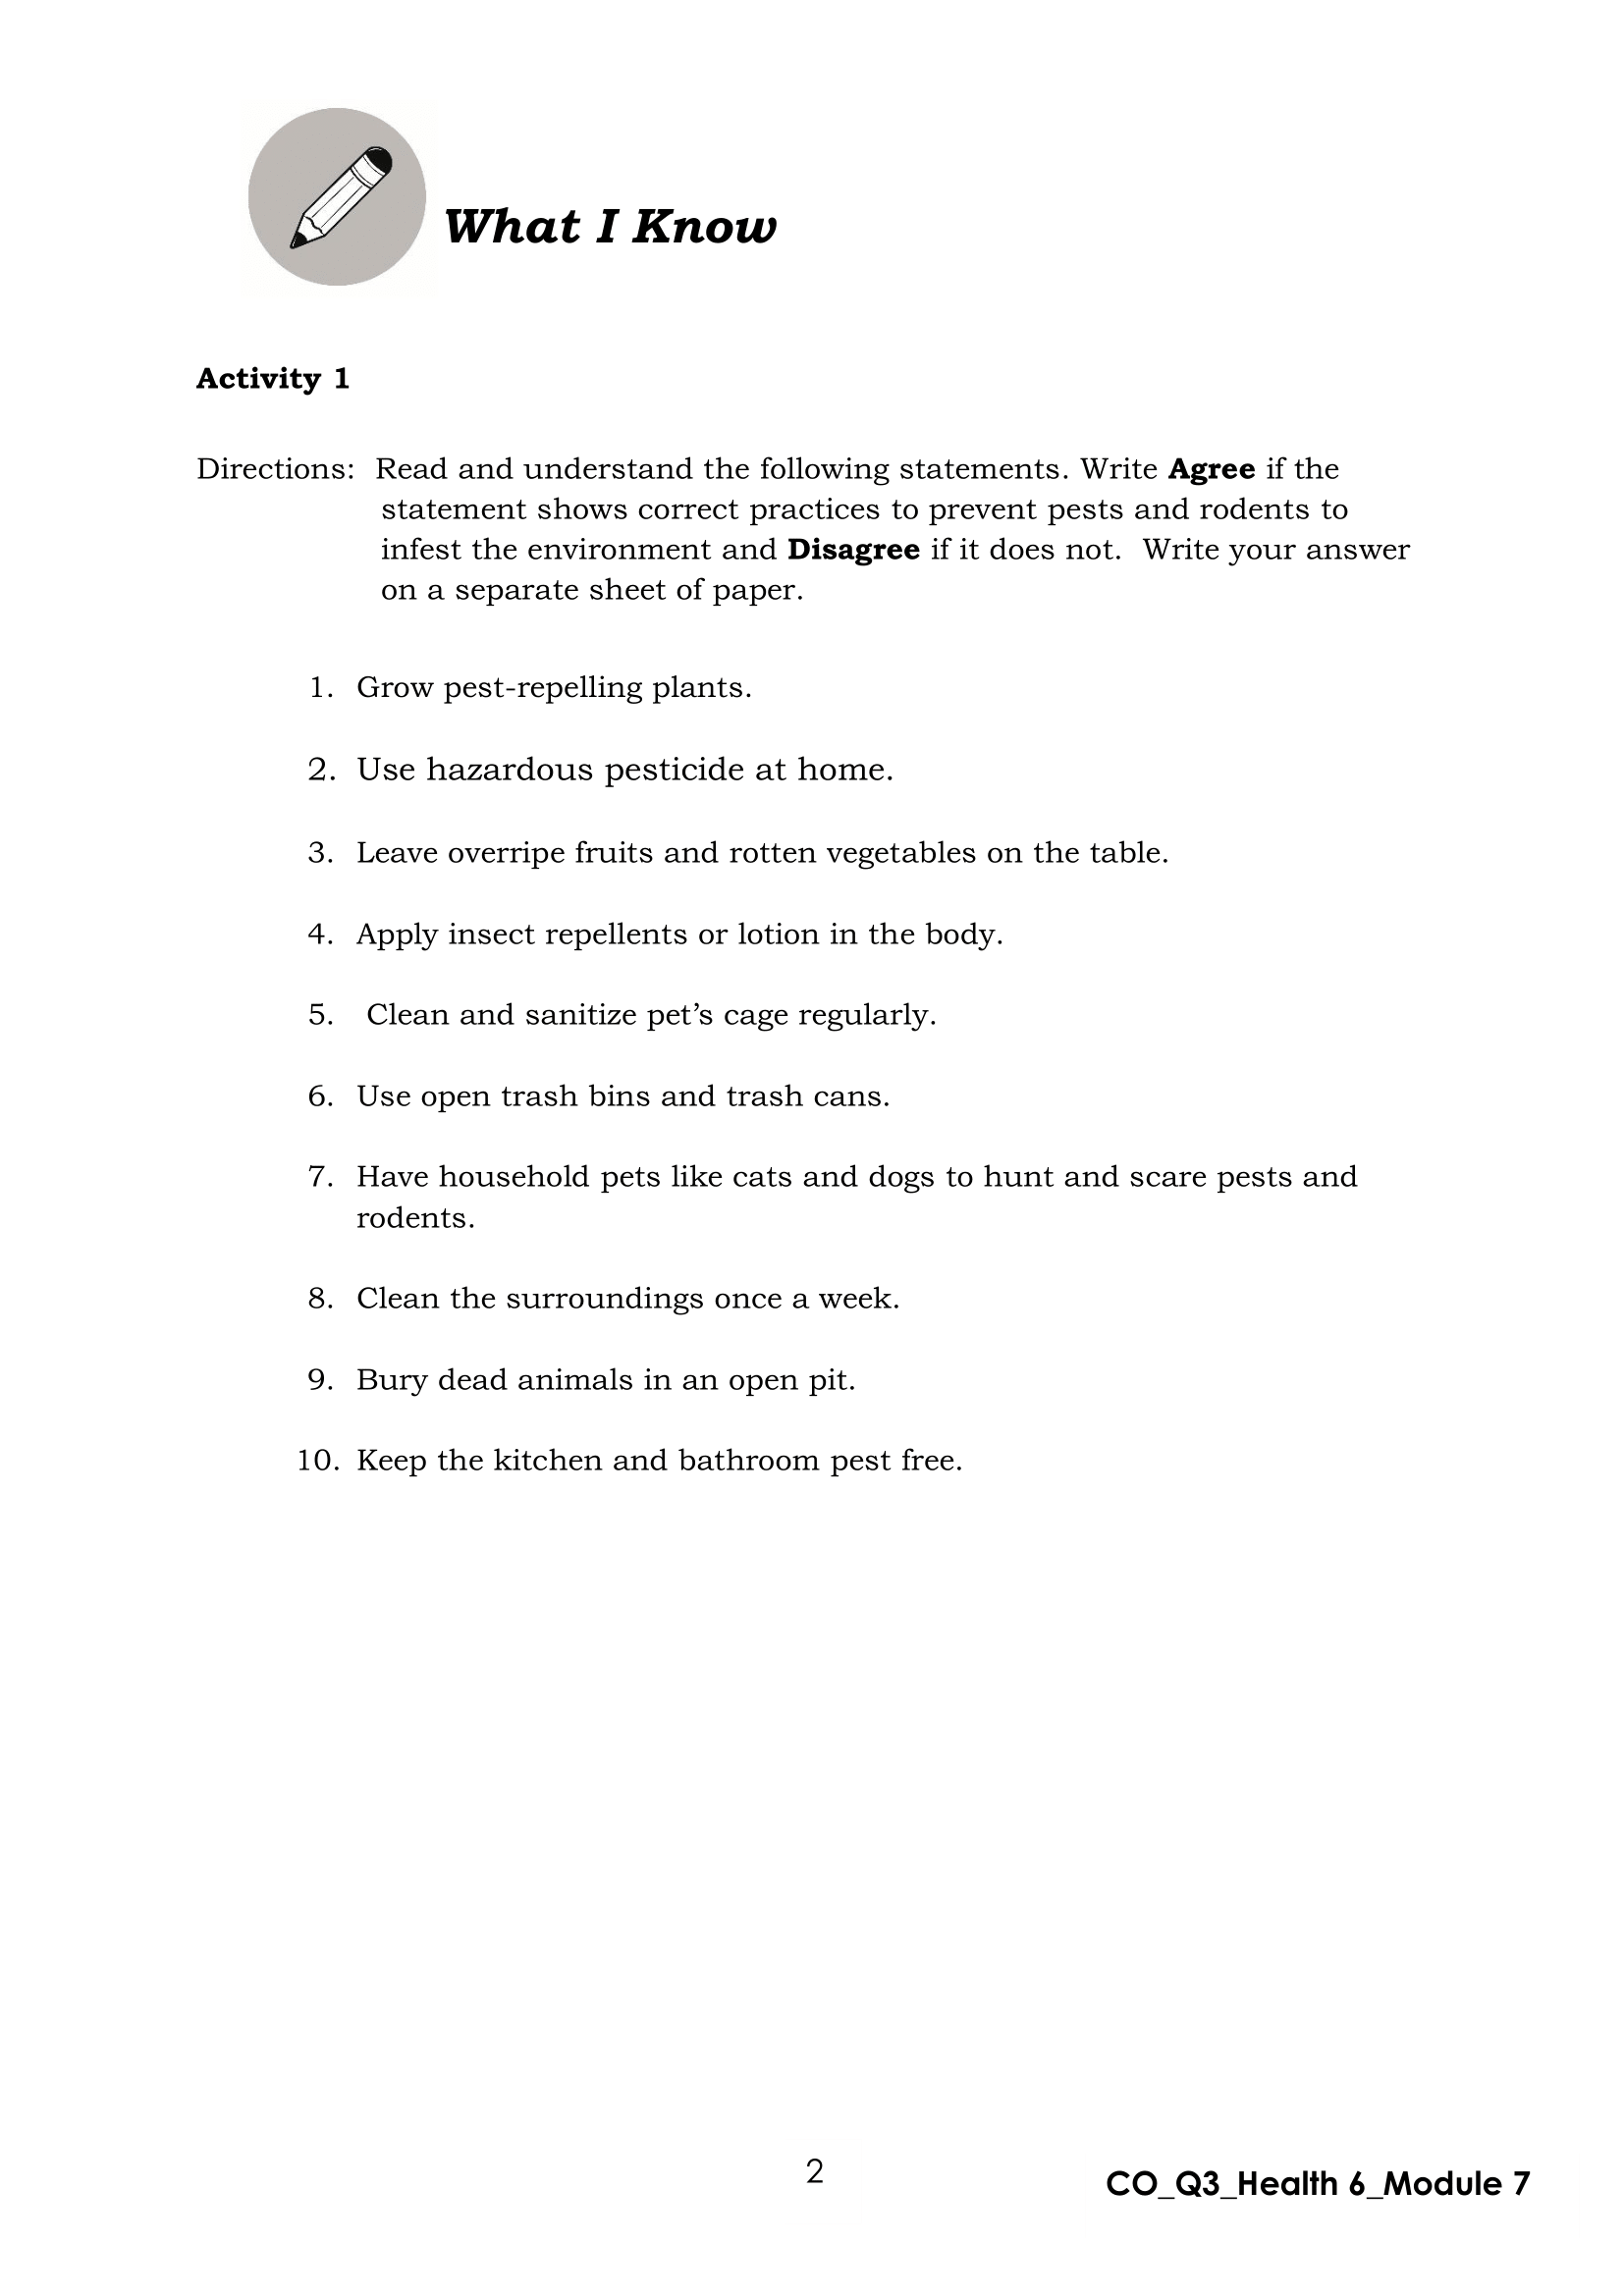 What I Know
Activity 1
Directions: Read and understand the following statements. Write Agree if the
statement shows correct practices to prevent pests and rodents to
infest the environment and Disagree if it does not. Write your answer
on a separate sheet of paper.
1. Grow pest-repelling plants.
2. Use hazardous pesticide at home.
3. Leave overripe fruits and rotten vegetables on the table.
4. Apply insect repellents or lotion in the body.
5. Clean and sanitize pet’s cage regularly.
6. Use open trash bins and trash cans.
7. Have household pets like cats and dogs to hunt and scare pests and
rodents.
8. Clean the surroundings once a week.
9. Bury dead animals in an open pit.
10. Keep the kitchen and bathroom pest free.
2
CO_Q3_Health 6_Module 7